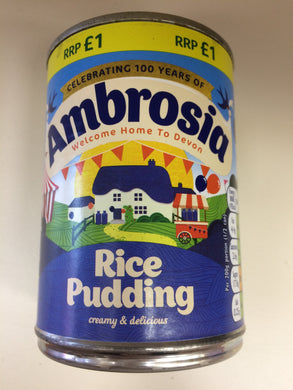 RRP £1 RRP £1
CELEBRATING 100 YEARS OF
Ambrosia
Welcome Home To Devon
Rice
Pudding
creamy & delicious